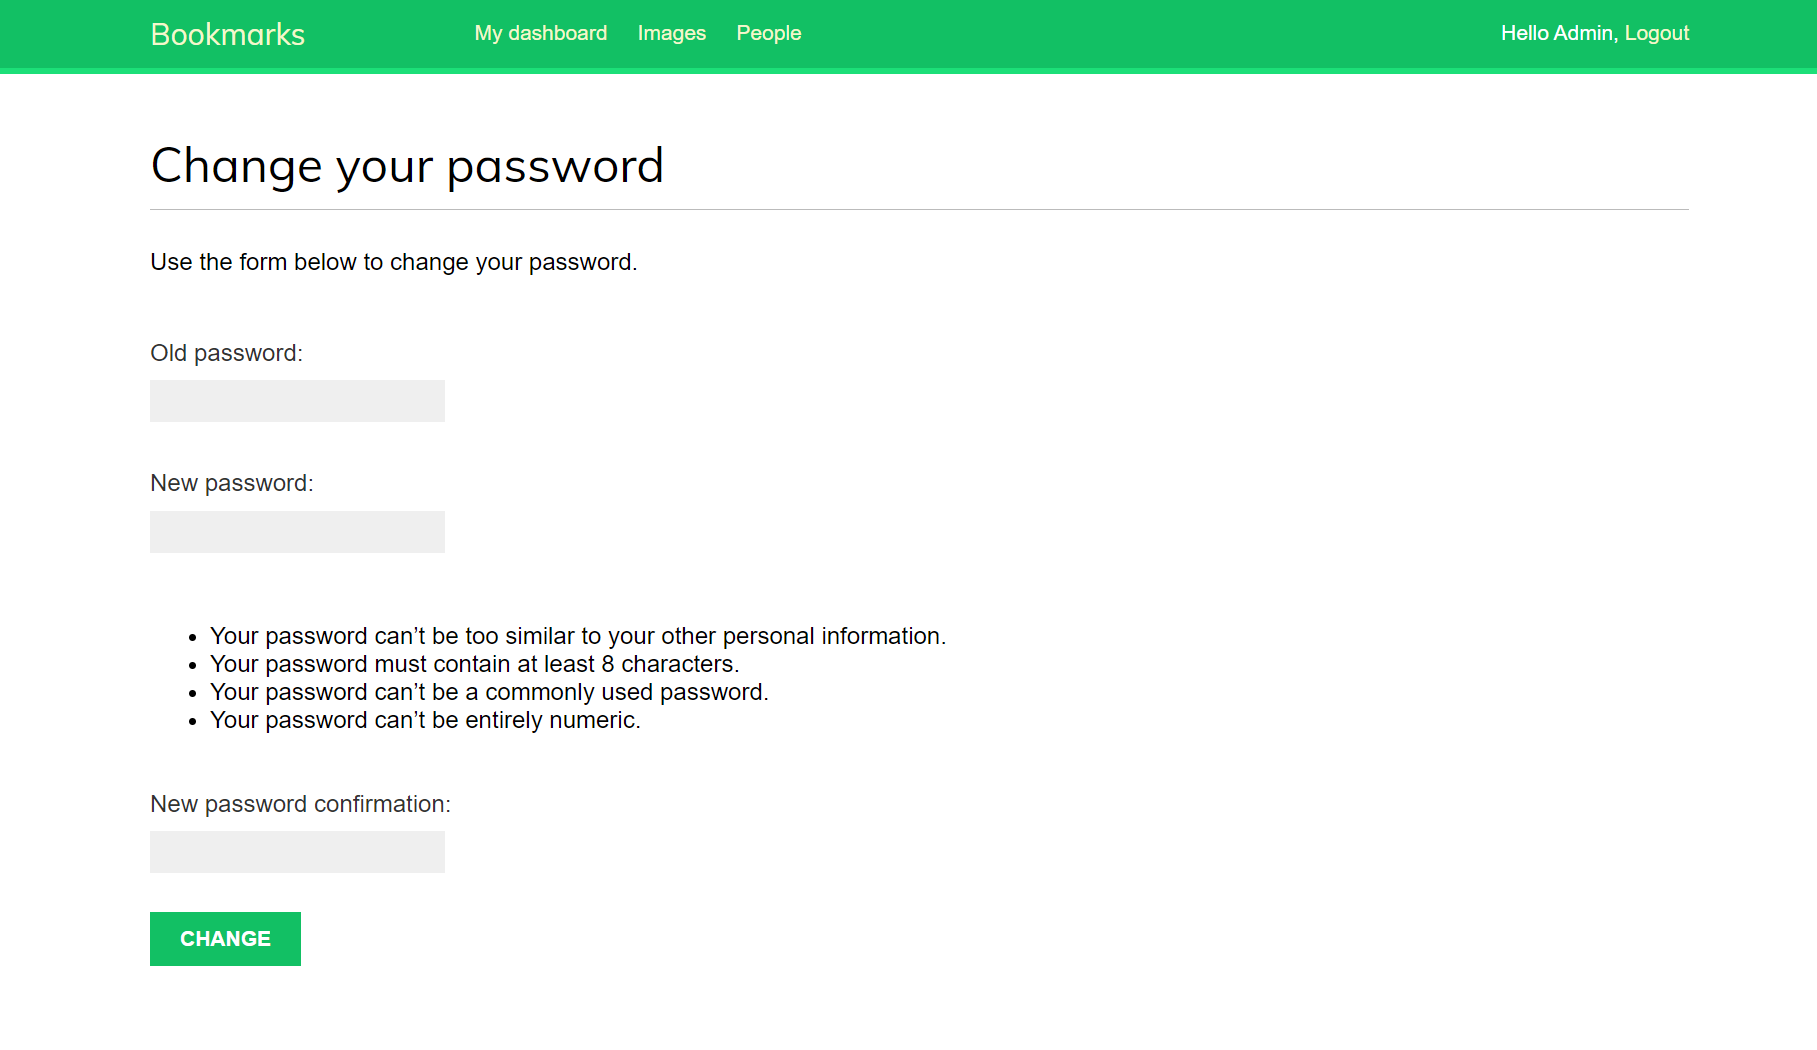 Bookmarks My dashboard Images People Hello Admin, Logout
Change your password
Use the form below to change your password.
Old password:
New password:
• Your password can’t be too similar to your other personal information.
• Your password must contain at least 8 characters.
• Your password can’t be a commonly used password.
• Your password can’t be entirely numeric.
New password confirmation:
CHANGE